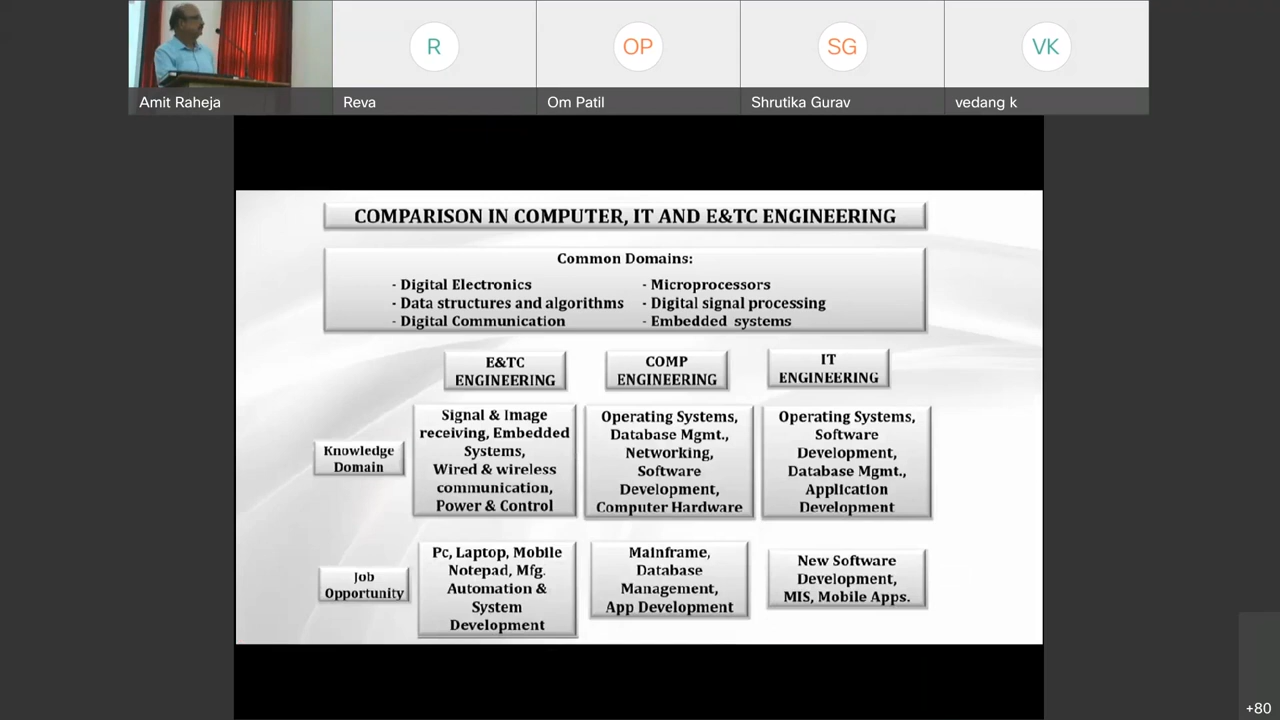 R
OP
SG
VK
Amit Raheja
Reva
Om Patil
Shrutika Gurav
vedang k
COMPARISON IN COMPUTER, IT AND E&TC ENGINEERING
Common Domains:
- Digital Electronics
- Data structures and algorithms
- Digital Communication
- Microprocessors
- Digital signal processing
- Embedded systems
E&TC
ENGINEERING
COMP
ENGINEERING
IT
ENGINEERING
Knowledge
Domain
Signal & Image
receiving, Embedded
Systems,
Wired & wireless
communication,
Power & Control
Operating Systems,
Database Mgmt.,
Networking,
Software
Development,
Computer Hardware
Operating Systems,
Software
Development,
Database Mgmt.,
Application
Development
Job
Opportunity
Pc, Laptop, Mobile
Notepad, Mfg.
Automation &
System
Development
Mainframe,
Database
Management,
App Development
New Software
Development,
MIS, Mobile Apps.
+80